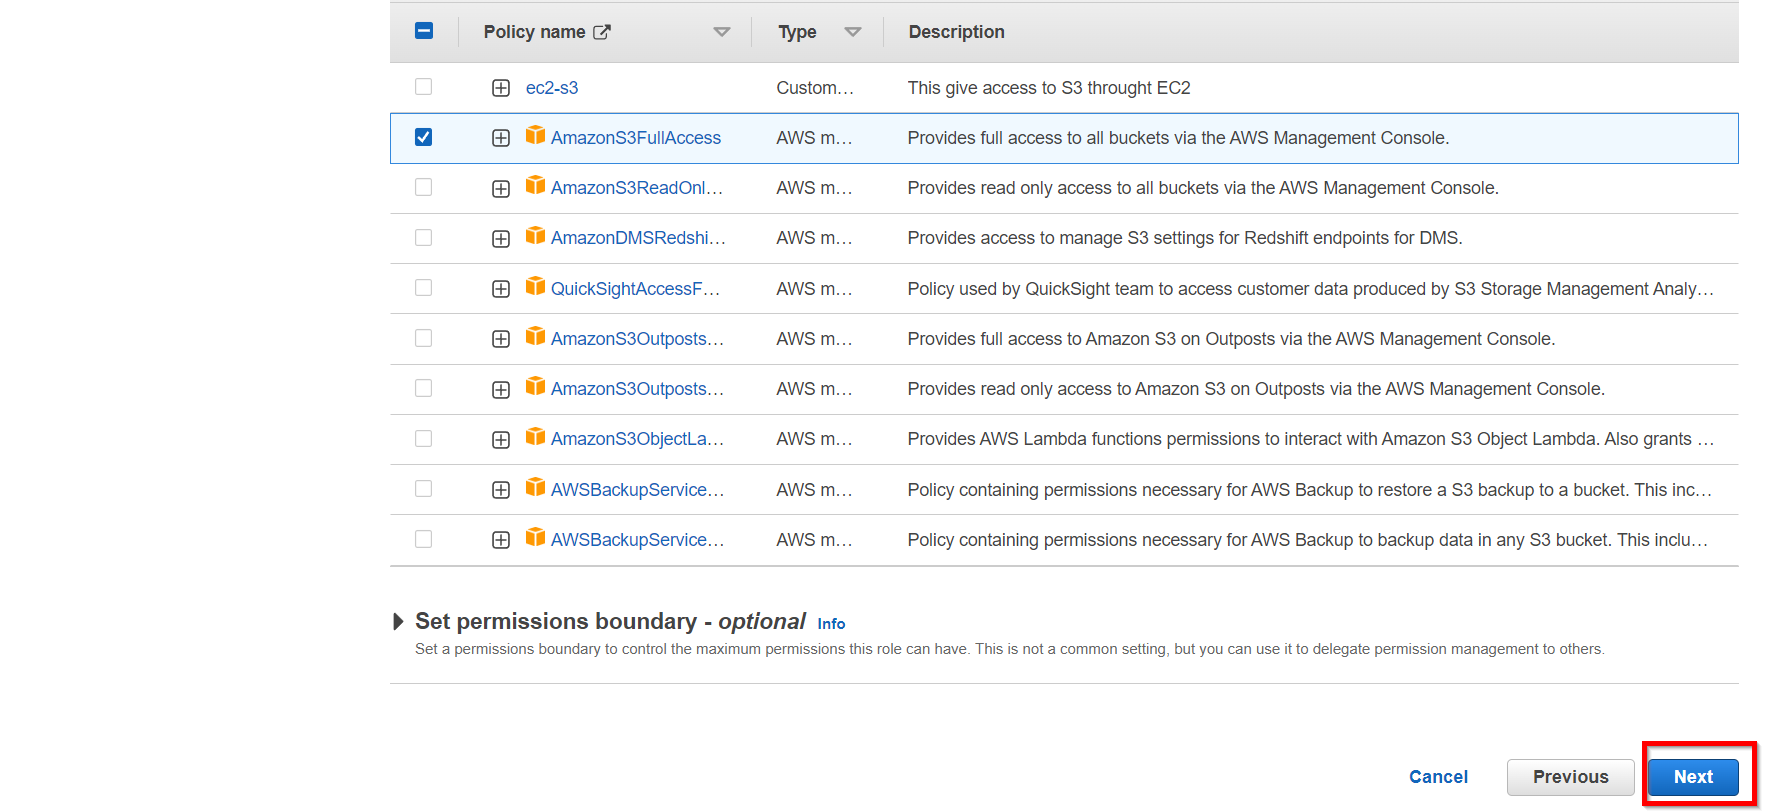 Policy name Type Description
ec2-s3 Custom… This give access to S3 throught EC2
AmazonS3FullAccess AWS m… Provides full access to all buckets via the AWS Management Console.
AmazonS3ReadOnl… AWS m… Provides read only access to all buckets via the AWS Management Console.
AmazonDMSRedshi… AWS m… Provides access to manage S3 settings for Redshift endpoints for DMS.
QuickSightAccessF… AWS m… Policy used by QuickSight team to access customer data produced by S3 Storage Management Analy…
AmazonS3Outposts… AWS m… Provides full access to Amazon S3 on Outposts via the AWS Management Console.
AmazonS3Outposts… AWS m… Provides read only access to Amazon S3 on Outposts via the AWS Management Console.
AmazonS3ObjectLa… AWS m… Provides AWS Lambda functions permissions to interact with Amazon S3 Object Lambda. Also grants …
AWSBackupService… AWS m… Policy containing permissions necessary for AWS Backup to restore a S3 backup to a bucket. This inc…
AWSBackupService… AWS m… Policy containing permissions necessary for AWS Backup to backup data in any S3 bucket. This inclu…
Set permissions boundary - optional Info
Set a permissions boundary to control the maximum permissions this role can have. This is not a common setting, but you can use it to delegate permission management to others.
Cancel Previous Next